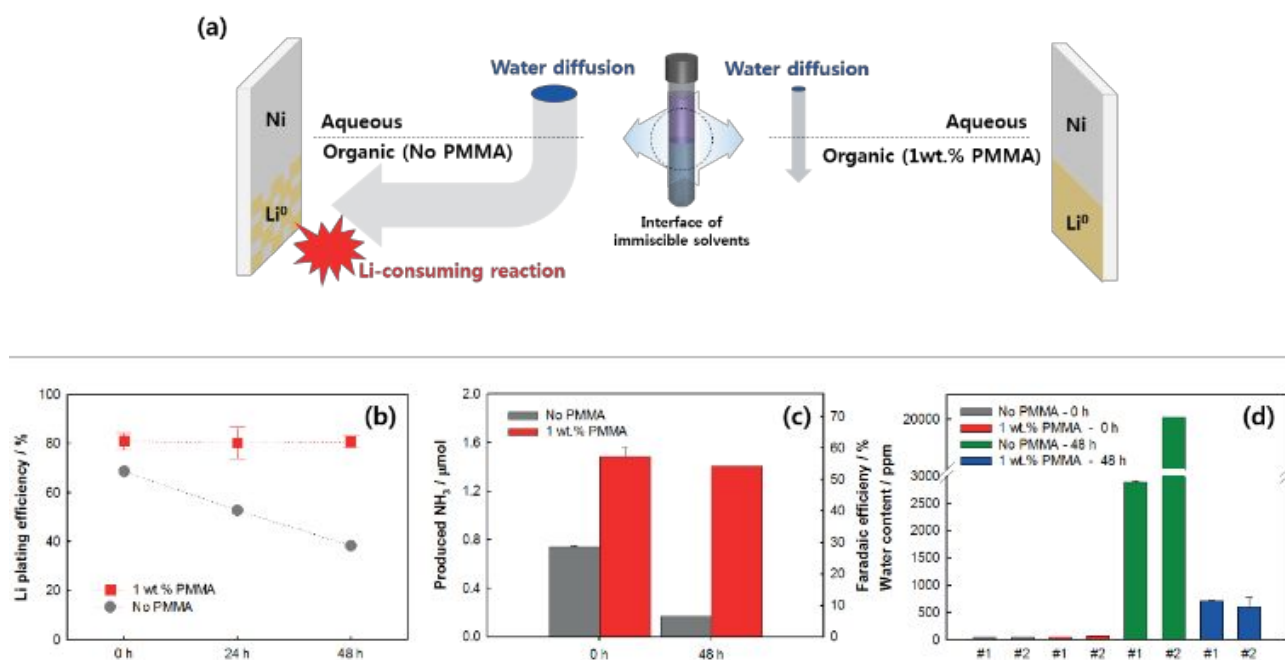 (a)
Water diffusion
Water diffusion
Ni
Aqueous
Organic (No PMMA)
Aqueous
Organic (1wt.% PMMA)
Ni
Li⁰
Li⁰
Interface of
immiscible solvents
Li-consuming reaction
(b)
Li plating efficiency / %
100
80
60
40
20
0
1 wt.% PMMA
No PMMA
0 h
24 h
48 h
(c)
Produced NH₃ / μmol
2.0
1.6
1.2
0.8
0.4
0.0
No PMMA
1 wt.% PMMA
0 h
48 h
70
60
50
40
30
20
10
0
Faradaic efficieny / %
(d)
Water content / ppm
20000
3000
2500
2000
1500
1000
500
0
No PMMA - 0 h
1 wt.% PMMA - 0 h
No PMMA - 48 h
1 wt.% PMMA - 48 h
#1 #2 #1 #2 #1 #2 #1 #2